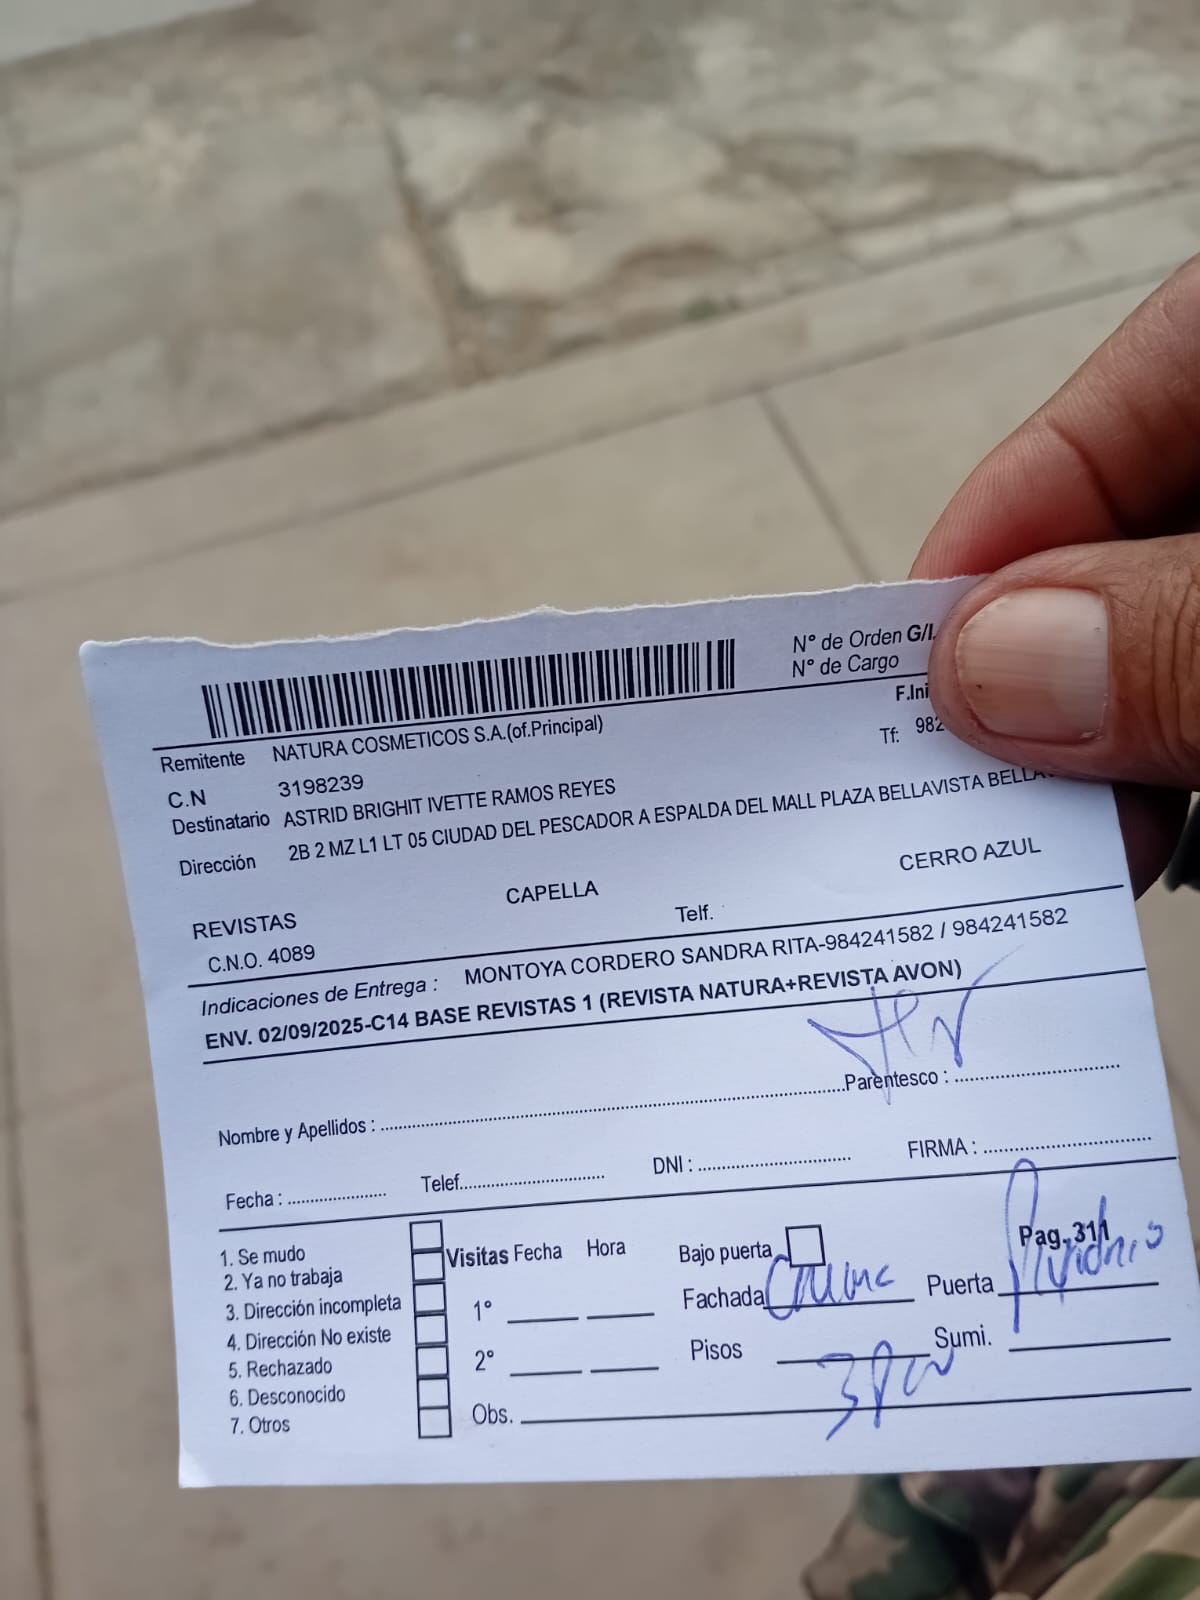 N° de Orden G/I.
N° de Cargo
F.Ini
Remitente NATURA COSMETICOS S.A.(of.Principal)
Tf: 982
C.N 3198239
Destinatario ASTRID BRIGHIT IVETTE RAMOS REYES
Dirección 2B 2 MZ L1 LT 05 CIUDAD DEL PESCADOR A ESPALDA DEL MALL PLAZA BELLAVISTA
REVISTAS CAPELLA CERRO AZUL
C.N.O. 4089 Telf.
Indicaciones de Entrega : MONTOYA CORDERO SANDRA RITA-984241582 / 984241582
ENV. 02/09/2025-C14 BASE REVISTAS 1 (REVISTA NATURA+REVISTA AVON)
Nombre y Apellidos : Parentesco :
Fecha : Telef. DNI : FIRMA :
Pag. 311
1. Se mudo
2. Ya no trabaja
3. Dirección incompleta
4. Dirección No existe
5. Rechazado
6. Desconocido
7. Otros
Visitas Fecha Hora
1°
2°
Obs.
Bajo puerta
Fachada Puerta
Pisos Sumi.